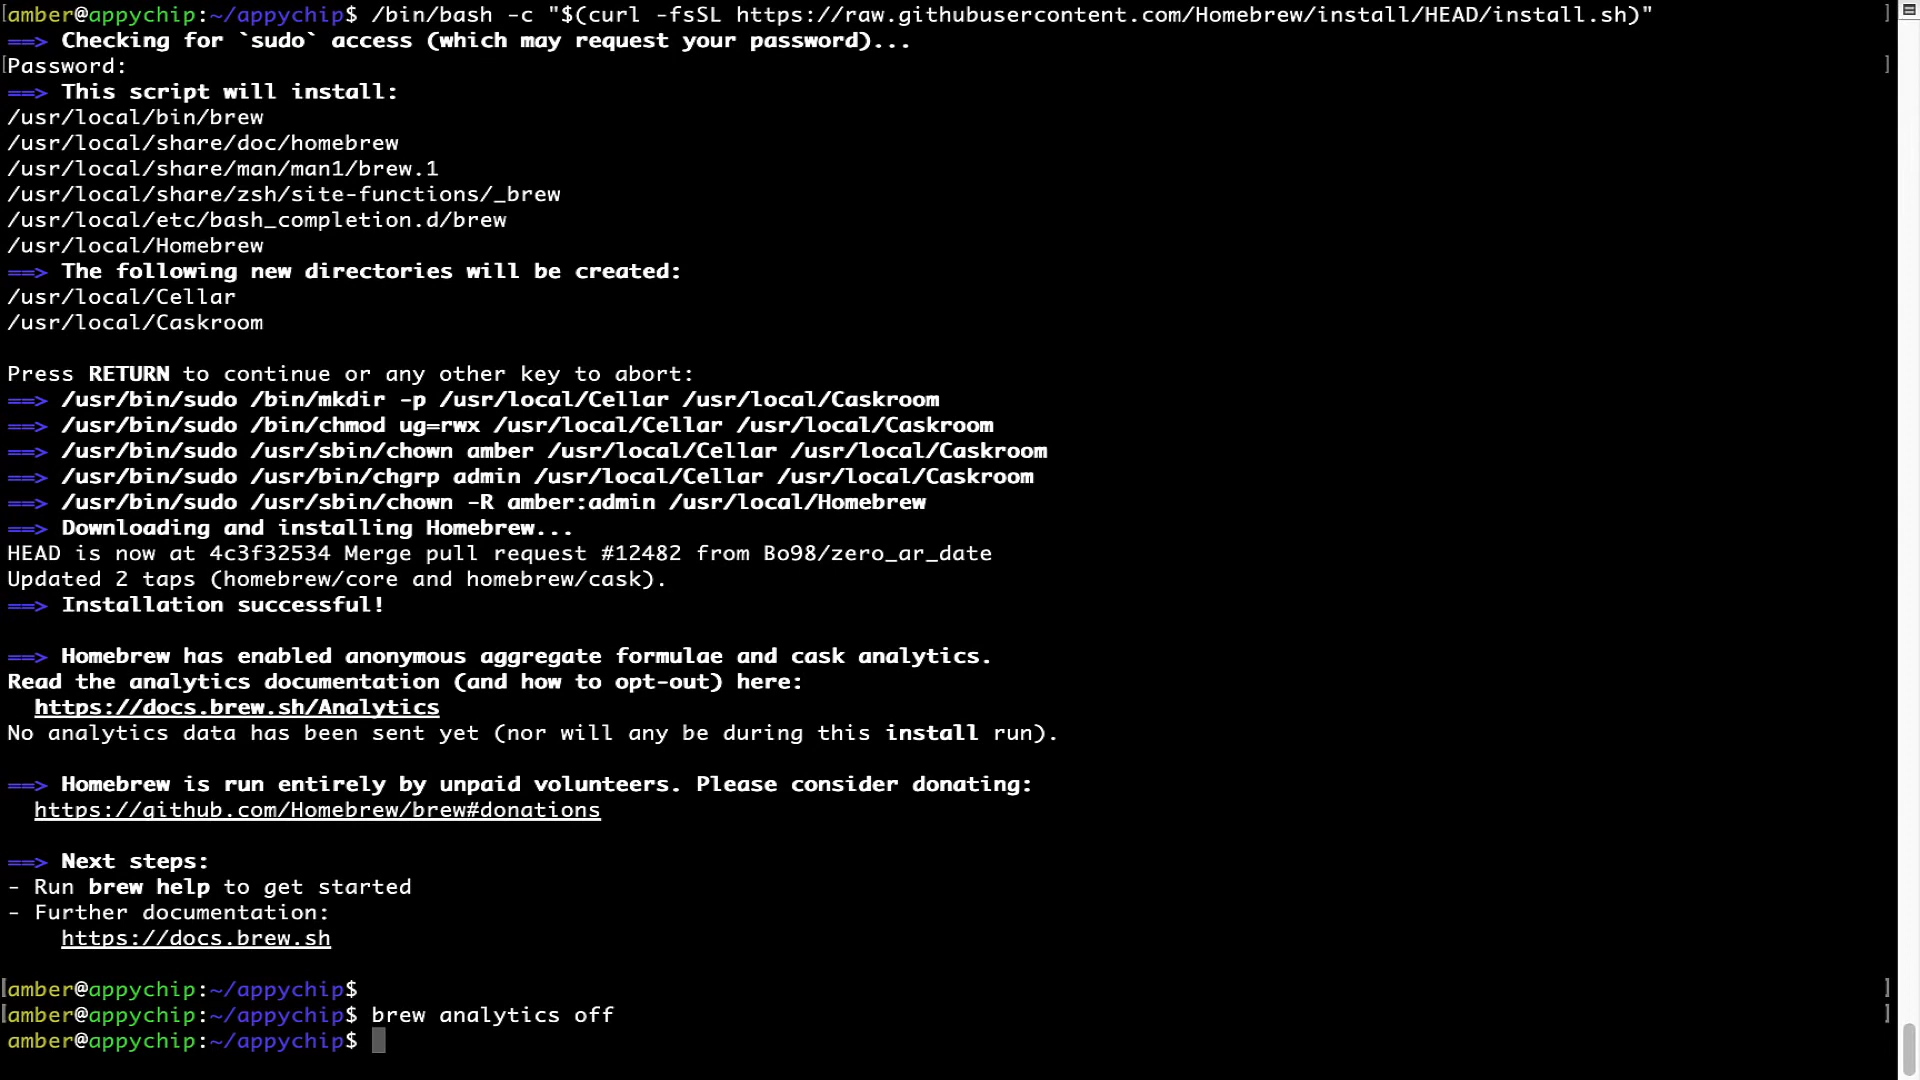 amber@appychip:~/appychip$ /bin/bash -c "$(curl -fsSL https://raw.githubusercontent.com/Homebrew/install/HEAD/install.sh)"
==> Checking for `sudo` access (which may request your password)...
Password:
==> This script will install:
/usr/local/bin/brew
/usr/local/share/doc/homebrew
/usr/local/share/man/man1/brew.1
/usr/local/share/zsh/site-functions/_brew
/usr/local/etc/bash_completion.d/brew
/usr/local/Homebrew
==> The following new directories will be created:
/usr/local/Cellar
/usr/local/Caskroom

Press RETURN to continue or any other key to abort:
==> /usr/bin/sudo /bin/mkdir -p /usr/local/Cellar /usr/local/Caskroom
==> /usr/bin/sudo /bin/chmod ug=rwx /usr/local/Cellar /usr/local/Caskroom
==> /usr/bin/sudo /usr/sbin/chown amber /usr/local/Cellar /usr/local/Caskroom
==> /usr/bin/sudo /usr/bin/chgrp admin /usr/local/Cellar /usr/local/Caskroom
==> /usr/bin/sudo /usr/sbin/chown -R amber:admin /usr/local/Homebrew
==> Downloading and installing Homebrew...
HEAD is now at 4c3f32534 Merge pull request #12482 from Bo98/zero_ar_date
Updated 2 taps (homebrew/core and homebrew/cask).
==> Installation successful!

==> Homebrew has enabled anonymous aggregate formulae and cask analytics.
Read the analytics documentation (and how to opt-out) here:
https://docs.brew.sh/Analytics
No analytics data has been sent yet (nor will any be during this install run).

==> Homebrew is run entirely by unpaid volunteers. Please consider donating:
https://github.com/Homebrew/brew#donations

==> Next steps:
- Run brew help to get started
- Further documentation:
https://docs.brew.sh

amber@appychip:~/appychip$
amber@appychip:~/appychip$ brew analytics off
amber@appychip:~/appychip$